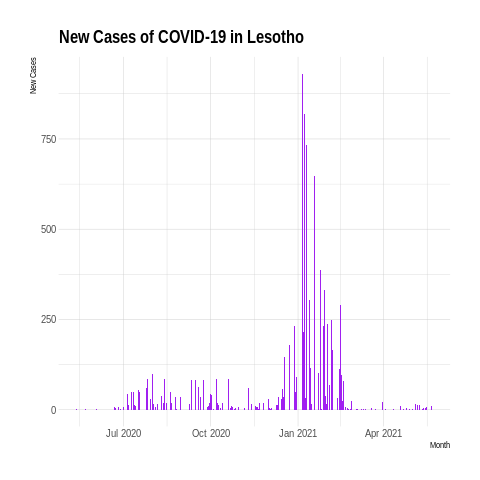 New Cases of COVID-19 in Lesotho
New Cases
750
500
250
0
Jul 2020 Oct 2020 Jan 2021 Apr 2021
Month